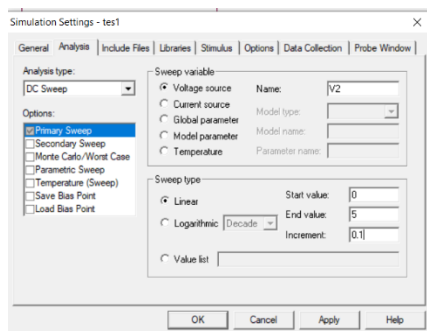 Simulation Settings - tes1
General Analysis Include Files Libraries Stimulus Options Data Collection Probe Window
Analysis type:
DC Sweep
Options:
Primary Sweep
Secondary Sweep
Monte Carlo/Worst Case
Parametric Sweep
Temperature (Sweep)
Save Bias Point
Load Bias Point
Sweep variable
Voltage source Name: V2
Current source
Model type:
Global parameter
Model parameter Model name:
Temperature Parameter name:
Sweep type
Start value: 0
Linear
End value: 5
Logarithmic Decade
Increment: 0.1
Value list
OK Cancel Apply Help